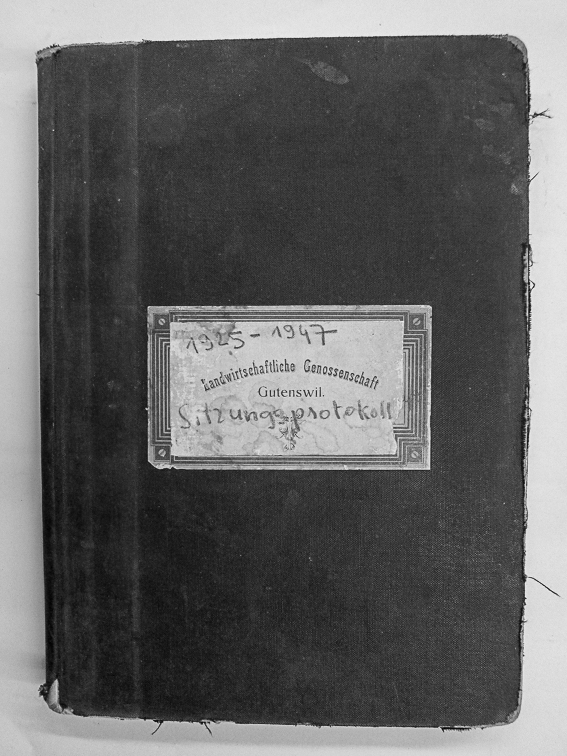 1925 - 1947
Landwirtschaftliche Genossenschaft
Gutenswil.
Sitzungsprotokoll